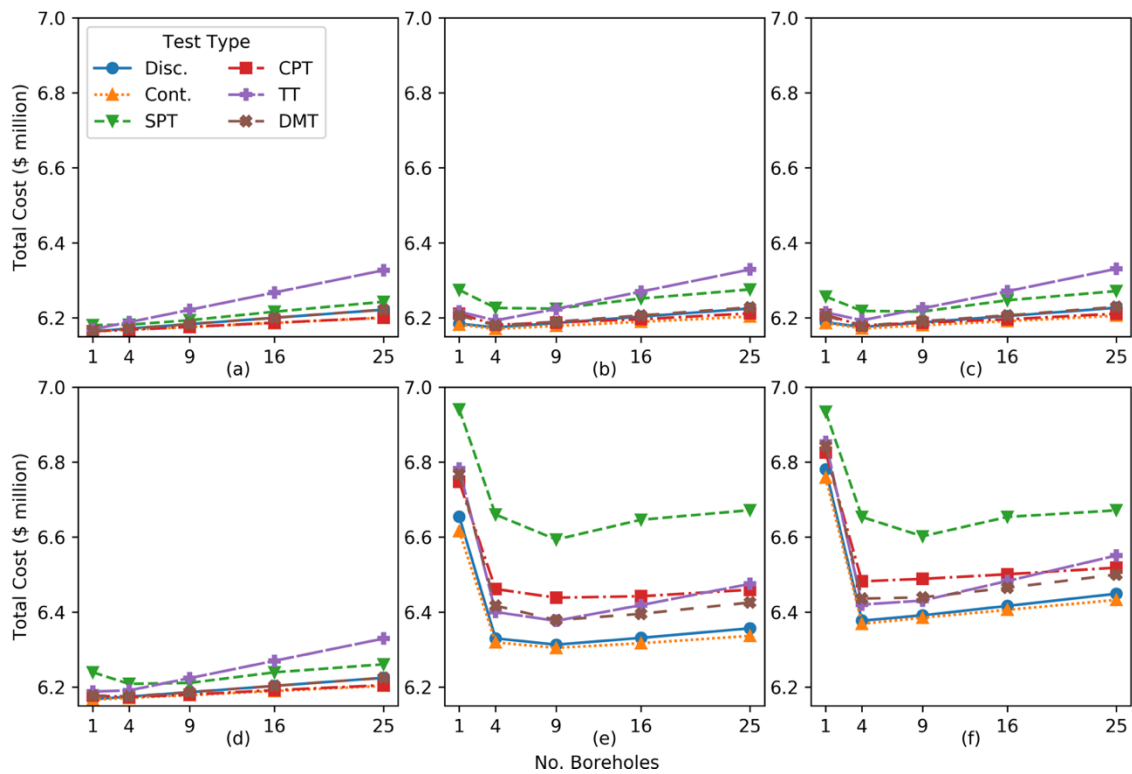 7.0
6.8
6.6
6.4
6.2
Total Cost ($ million)
Test Type
Disc.
Cont.
SPT
CPT
TT
DMT
1 4 9 16 25
(a)
7.0
6.8
6.6
6.4
6.2
1 4 9 16 25
(b)
7.0
6.8
6.6
6.4
6.2
1 4 9 16 25
(c)
7.0
6.8
6.6
6.4
6.2
Total Cost ($ million)
1 4 9 16 25
(d)
7.0
6.8
6.6
6.4
6.2
1 4 9 16 25
(e)
No. Boreholes
7.0
6.8
6.6
6.4
6.2
1 4 9 16 25
(f)